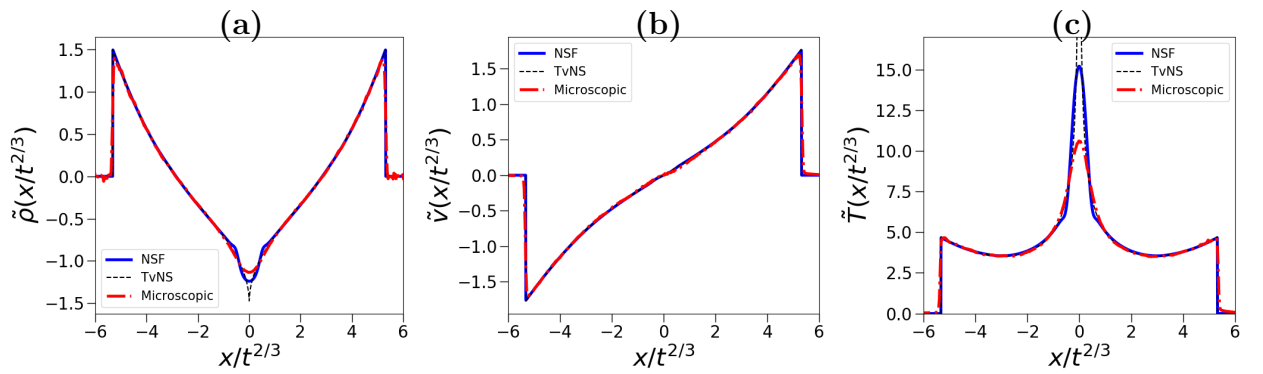 (a)
1.5
1.0
0.5
0.0
−0.5
−1.0
−1.5
ρ̃(x/t^{2/3})
NSF
TvNS
Microscopic
−6 −4 −2 0 2 4 6
x/t^{2/3}
(b)
1.5
1.0
0.5
0.0
−0.5
−1.0
−1.5
ṽ(x/t^{2/3})
NSF
TvNS
Microscopic
−6 −4 −2 0 2 4 6
x/t^{2/3}
(c)
15.0
12.5
10.0
7.5
5.0
2.5
0.0
T̃(x/t^{2/3})
NSF
TvNS
Microscopic
−6 −4 −2 0 2 4 6
x/t^{2/3}